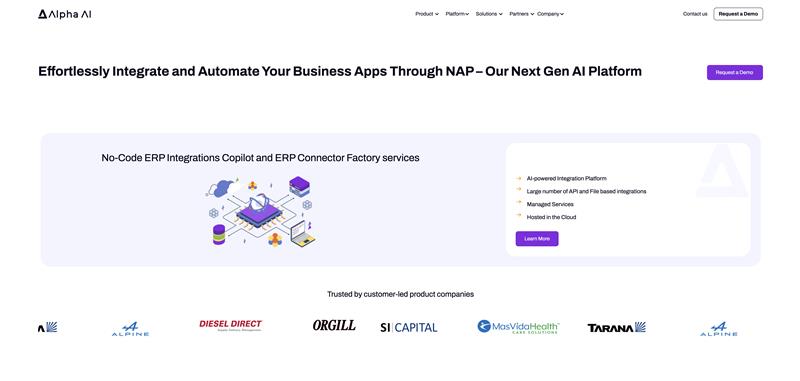 Alpha AI
Product Platform Solutions Partners Company
Contact us
Request a Demo
Effortlessly Integrate and Automate Your Business Apps Through NAP – Our Next Gen AI Platform
Request a Demo
No-Code ERP Integrations Copilot and ERP Connector Factory services
AI-powered Integration Platform
Large number of API and File based integrations
Managed Services
Hosted in the Cloud
Learn More
Trusted by customer-led product companies
A
ALPINE
DIESEL DIRECT
Supply. Delivery. Management.
ORGILL
SI|CAPITAL
MasVidaHealth
CARE SOLUTIONS
TARANA
ALPINE